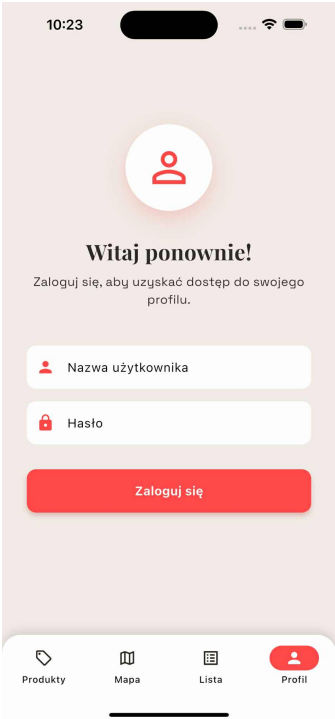 10:23
Witaj ponownie!
Zaloguj się, aby uzyskać dostęp do swojego
profilu.
Nazwa użytkownika
Hasło
Zaloguj się
Produkty
Mapa
Lista
Profil